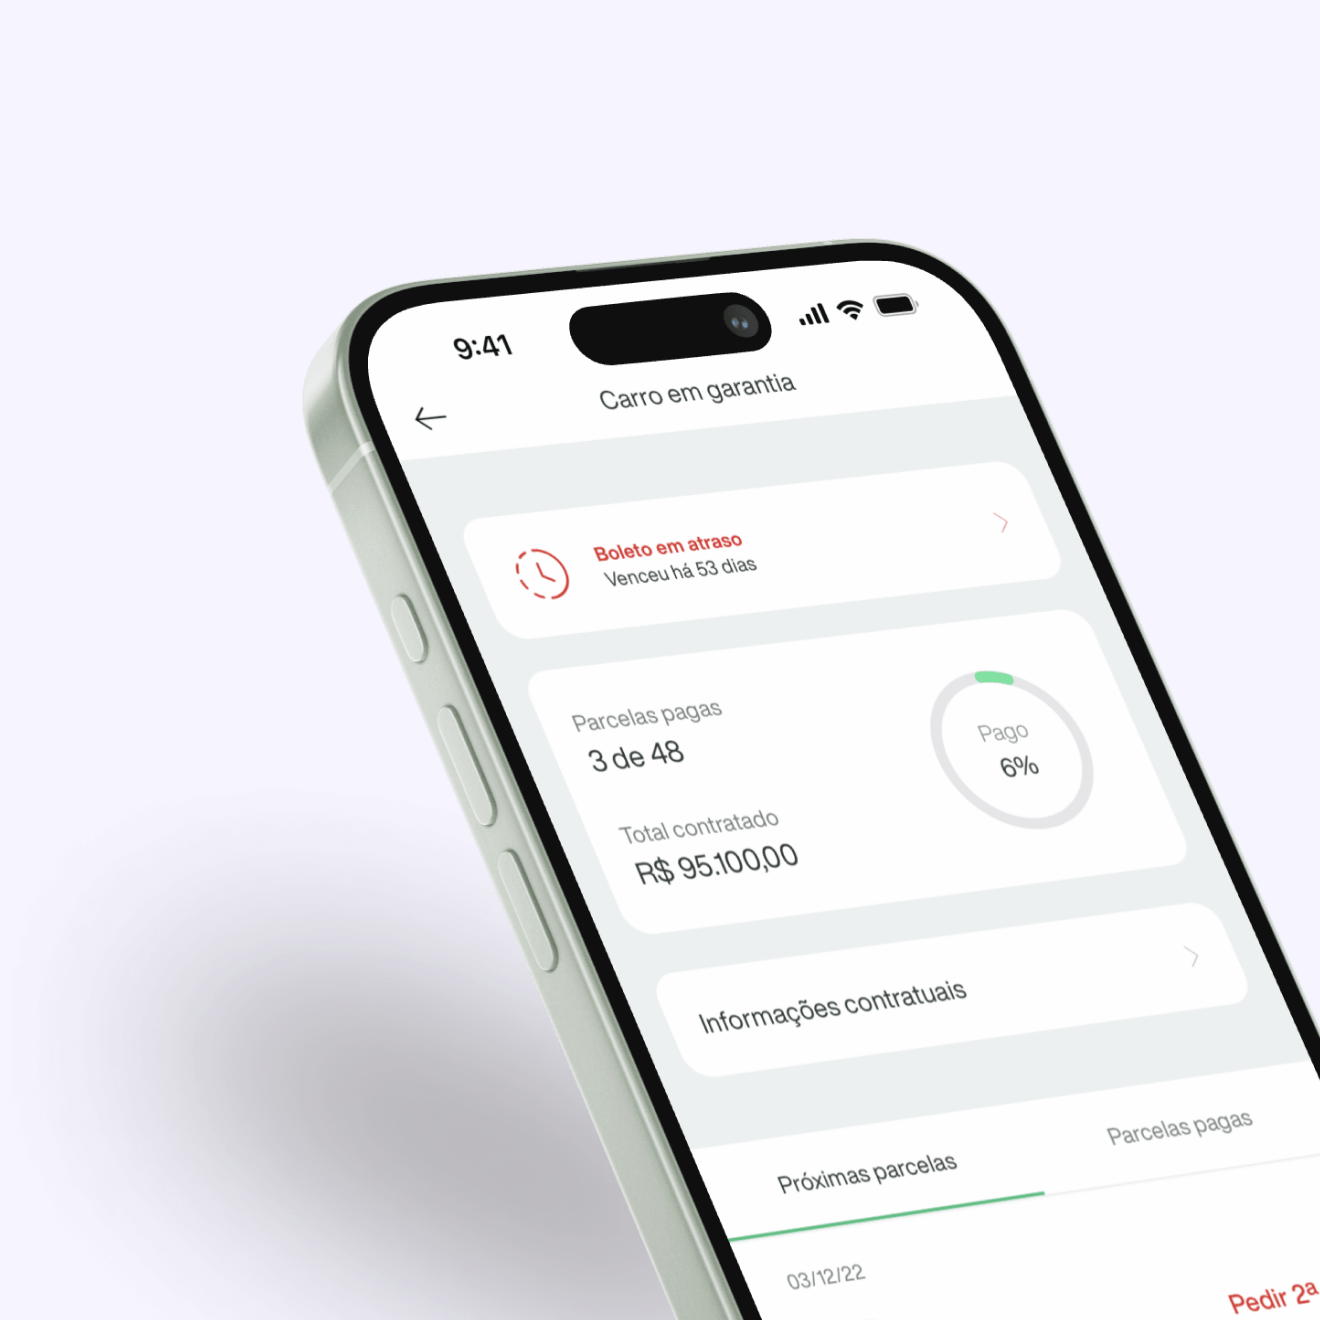 9:41
Carro em garantia
Boleto em atraso
Venceu há 53 dias
Parcelas pagas
3 de 48
Pago
6%
Total contratado
R$ 95.100,00
Informações contratuais
Próximas parcelas
Parcelas pagas
03/12/22
Pedir 2ª